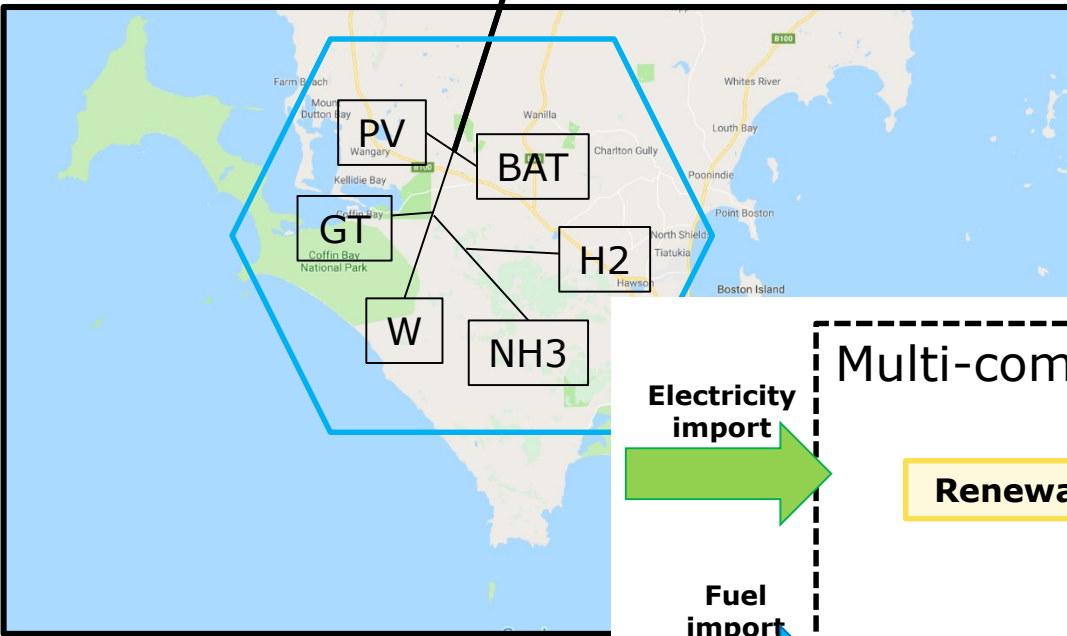 B100
Farm Beach
Whites River
Mount
Dutton Bay
Wanilla
PV
Louth Bay
Wangary
BAT
Charlton Gully
B100
Kellidie Bay
Poonindie
Coffin Bay
GT
Point Boston
North Shields
Tiatukia
Coffin Bay
National Park
H2
Hawson
Boston Island
W
NH3
Multi-com
Electricity
import
Renewa
Fuel
import